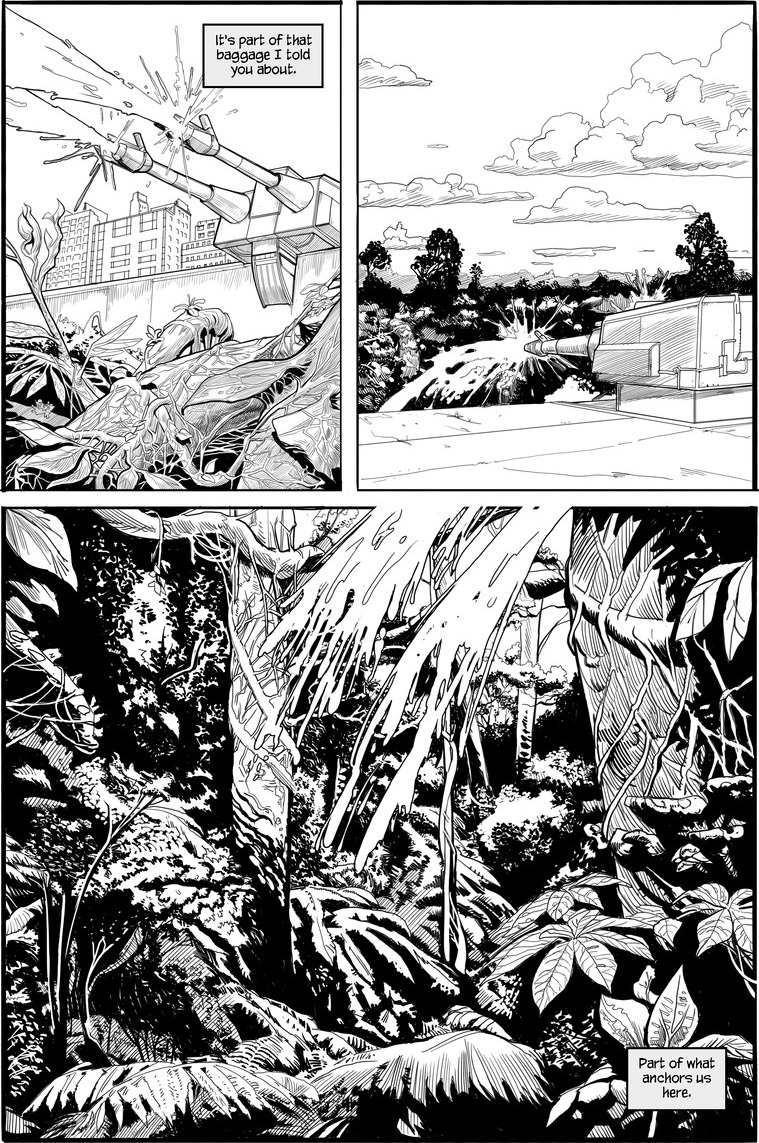 It's part of that
baggage I told
you about.
Part of what
anchors us
here.